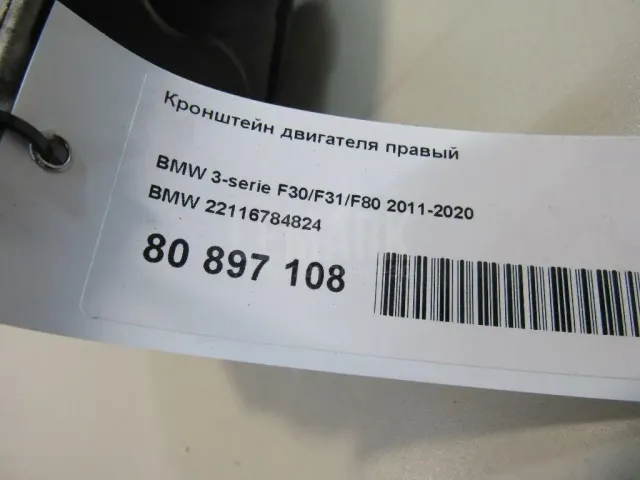 Кронштейн двигателя правый
BMW 3-serie F30/F31/F80 2011-2020
BMW 22116784824
80 897 108